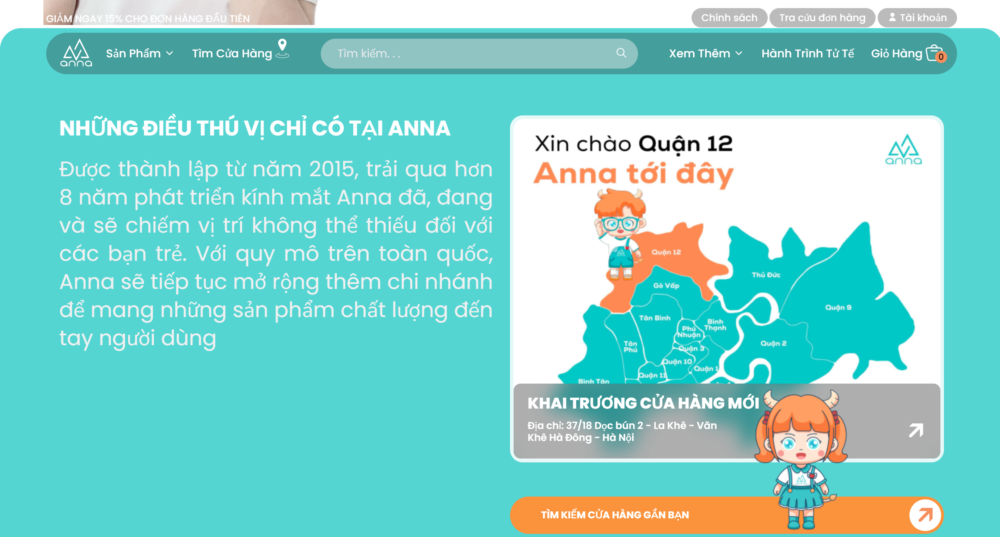 GIẢM NGAY 15% CHO ĐƠN HÀNG ĐẦU TIÊN
Chính sách
Tra cứu đơn hàng
Tài khoản
anna
Sản Phẩm
Tìm Cửa Hàng
Tìm kiếm. . .
Xem Thêm
Hành Trình Tử Tế
Giỏ Hàng
0
NHỮNG ĐIỀU THÚ VỊ CHỈ CÓ TẠI ANNA
Được thành lập từ năm 2015, trải qua hơn
8 năm phát triển kính mắt Anna đã, đang
và sẽ chiếm vị trí không thể thiếu đối với
các bạn trẻ. Với quy mô trên toàn quốc,
Anna sẽ tiếp tục mở rộng thêm chi nhánh
để mang những sản phẩm chất lượng đến
tay người dùng
Xin chào Quận 12
Anna tới đây
anna
Quận 12
Thủ Đức
Gò Vấp
Quận 9
Tân Bình
Bình
Thạnh
Phú
Nhuận
Tân
Phú
Quận 2
Quận 3
Quận 10
Quận 1
Quận 11
Bình Tân
KHAI TRƯƠNG CỬA HÀNG MỚI
Địa chỉ: 37/18 Dọc bún 2 - La Khê - Văn
Khê Hà Đông - Hà Nội
anna
TÌM KIẾM CỬA HÀNG GẦN BẠN